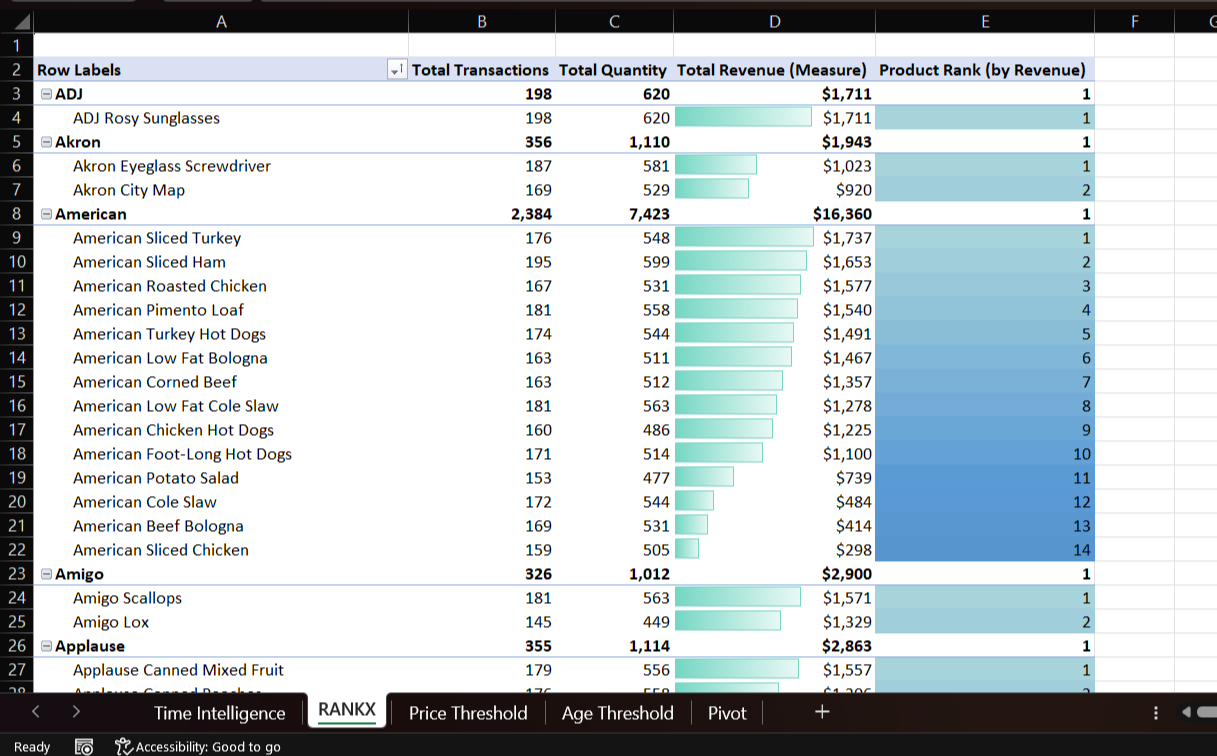 A B C D E F G
1
2 Row Labels Total Transactions Total Quantity Total Revenue (Measure) Product Rank (by Revenue)
3 ADJ 198 620 $1,711 1
4 ADJ Rosy Sunglasses 198 620 $1,711 1
5 Akron 356 1,110 $1,943 1
6 Akron Eyeglass Screwdriver 187 581 $1,023 1
7 Akron City Map 169 529 $920 2
8 American 2,384 7,423 $16,360 1
9 American Sliced Turkey 176 548 $1,737 1
10 American Sliced Ham 195 599 $1,653 2
11 American Roasted Chicken 167 531 $1,577 3
12 American Pimento Loaf 181 558 $1,540 4
13 American Turkey Hot Dogs 174 544 $1,491 5
14 American Low Fat Bologna 163 511 $1,467 6
15 American Corned Beef 163 512 $1,357 7
16 American Low Fat Cole Slaw 181 563 $1,278 8
17 American Chicken Hot Dogs 160 486 $1,225 9
18 American Foot-Long Hot Dogs 171 514 $1,100 10
19 American Potato Salad 153 477 $739 11
20 American Cole Slaw 172 544 $484 12
21 American Beef Bologna 169 531 $414 13
22 American Sliced Chicken 159 505 $298 14
23 Amigo 326 1,012 $2,900 1
24 Amigo Scallops 181 563 $1,571 1
25 Amigo Lox 145 449 $1,329 2
26 Applause 355 1,114 $2,863 1
27 Applause Canned Mixed Fruit 179 556 $1,557 1
28 Applause Canned Peaches 176 558 2
Time Intelligence RANKX Price Threshold Age Threshold Pivot
Ready Accessibility: Good to go